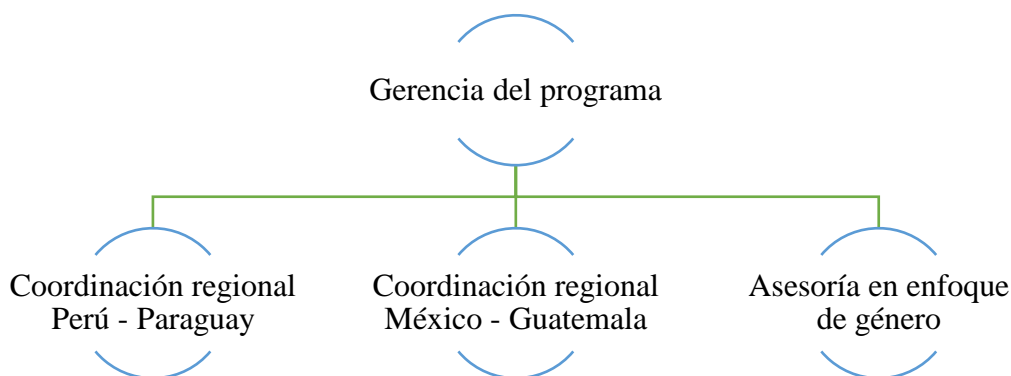 Gerencia del programa
Coordinación regional
Perú - Paraguay
Coordinación regional
México - Guatemala
Asesoría en enfoque
de género